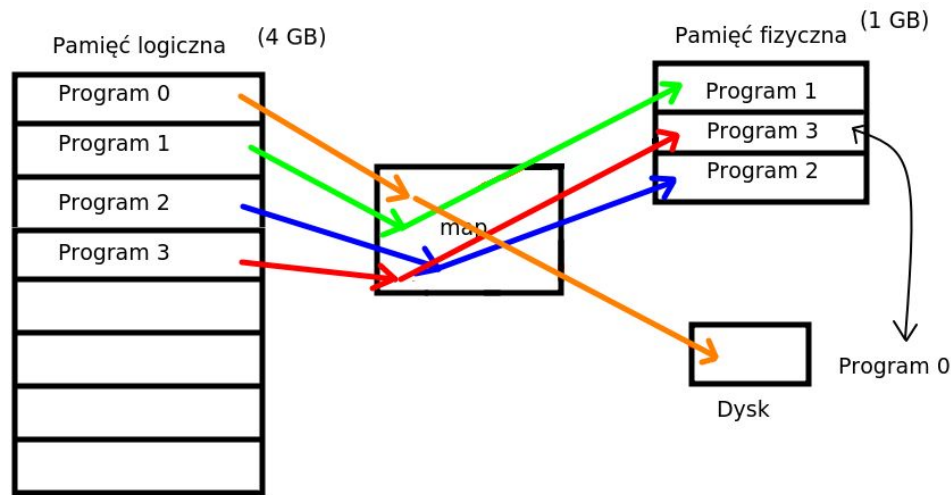 Pamięć logiczna (4 GB)
Program 0
Program 1
Program 2
Program 3
map
Pamięć fizyczna (1 GB)
Program 1
Program 3
Program 2
Dysk
Program 0